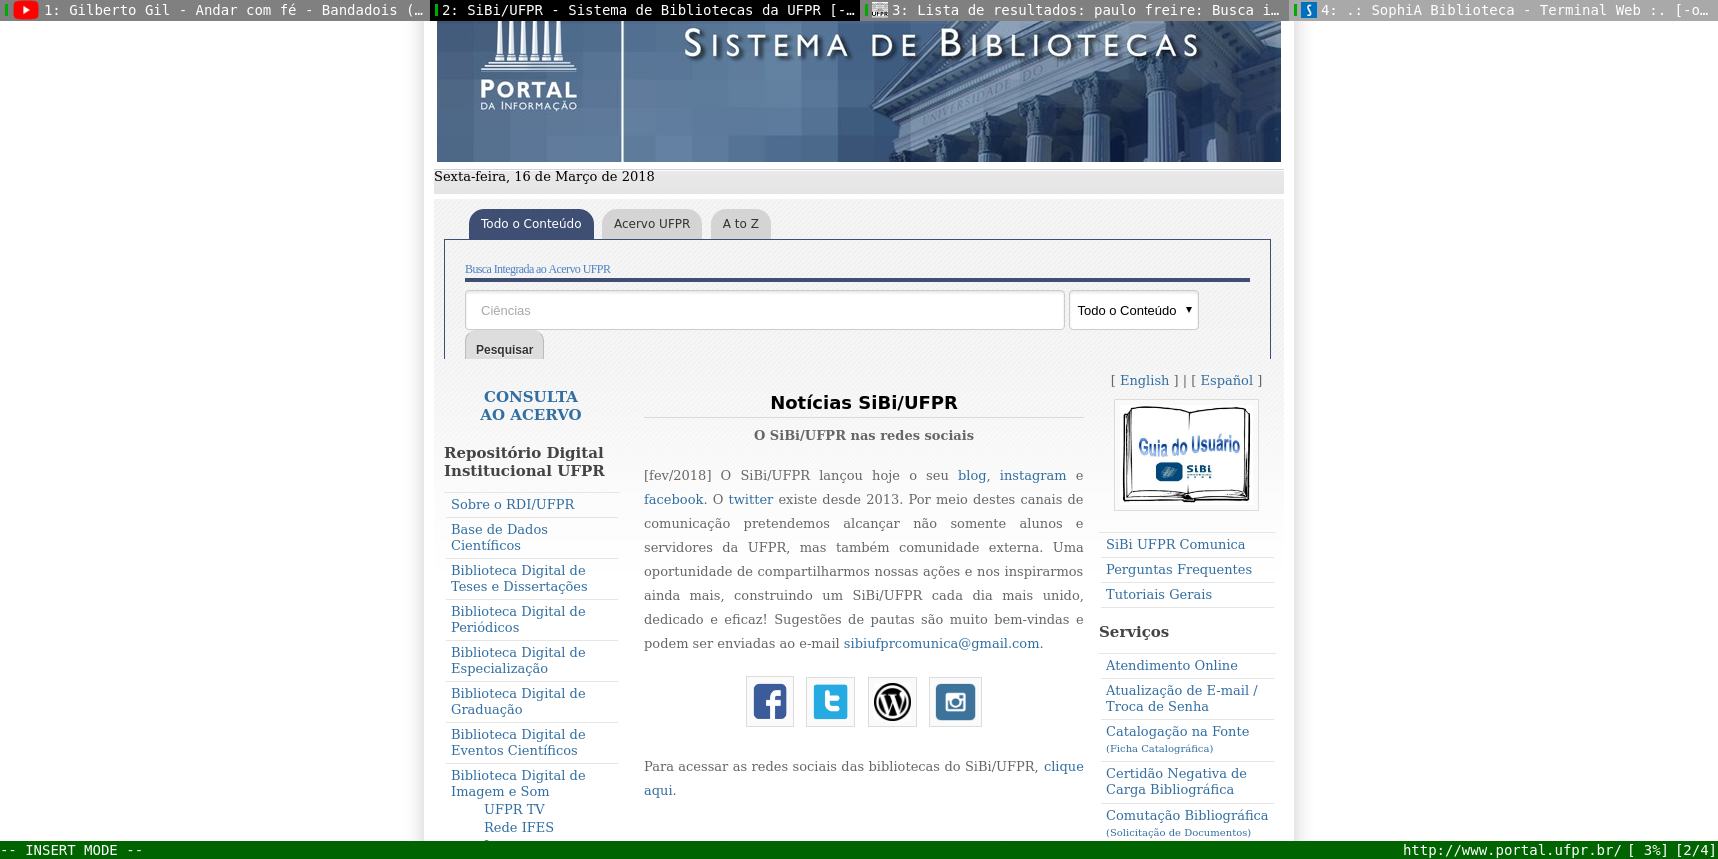 1: Gilberto Gil - Andar com fé - Bandadois (…
2: SiBi/UFPR - Sistema de Bibliotecas da UFPR [-…
3: Lista de resultados: paulo freire: Busca i…
4: .: SophiA Biblioteca - Terminal Web :. [-o…
SISTEMA DE BIBLIOTECAS
PORTAL
DA INFORMAÇÃO
Sexta-feira, 16 de Março de 2018
Todo o Conteúdo
Acervo UFPR
A to Z
Busca Integrada ao Acervo UFPR
Ciências
Todo o Conteúdo
Pesquisar
CONSULTA
AO ACERVO
Repositório Digital
Institucional UFPR
Sobre o RDI/UFPR
Base de Dados
Científicos
Biblioteca Digital de
Teses e Dissertações
Biblioteca Digital de
Periódicos
Biblioteca Digital de
Especialização
Biblioteca Digital de
Graduação
Biblioteca Digital de
Eventos Científicos
Biblioteca Digital de
Imagem e Som
UFPR TV
Rede IFES
Notícias SiBi/UFPR
O SiBi/UFPR nas redes sociais
[fev/2018] O SiBi/UFPR lançou hoje o seu blog, instagram e
facebook. O twitter existe desde 2013. Por meio destes canais de
comunicação pretendemos alcançar não somente alunos e
servidores da UFPR, mas também comunidade externa. Uma
oportunidade de compartilharmos nossas ações e nos inspirarmos
ainda mais, construindo um SiBi/UFPR cada dia mais unido,
dedicado e eficaz! Sugestões de pautas são muito bem-vindas e
podem ser enviadas ao e-mail sibiufprcomunica@gmail.com.
Para acessar as redes sociais das bibliotecas do SiBi/UFPR, clique
aqui.
[ English ] | [ Español ]
Guia do Usuário
SiBi
SiBi UFPR Comunica
Perguntas Frequentes
Tutoriais Gerais
Serviços
Atendimento Online
Atualização de E-mail /
Troca de Senha
Catalogação na Fonte
(Ficha Catalográfica)
Certidão Negativa de
Carga Bibliográfica
Comutação Bibliográfica
(Solicitação de Documentos)
-- INSERT MODE --
http://www.portal.ufpr.br/ [ 3%] [2/4]